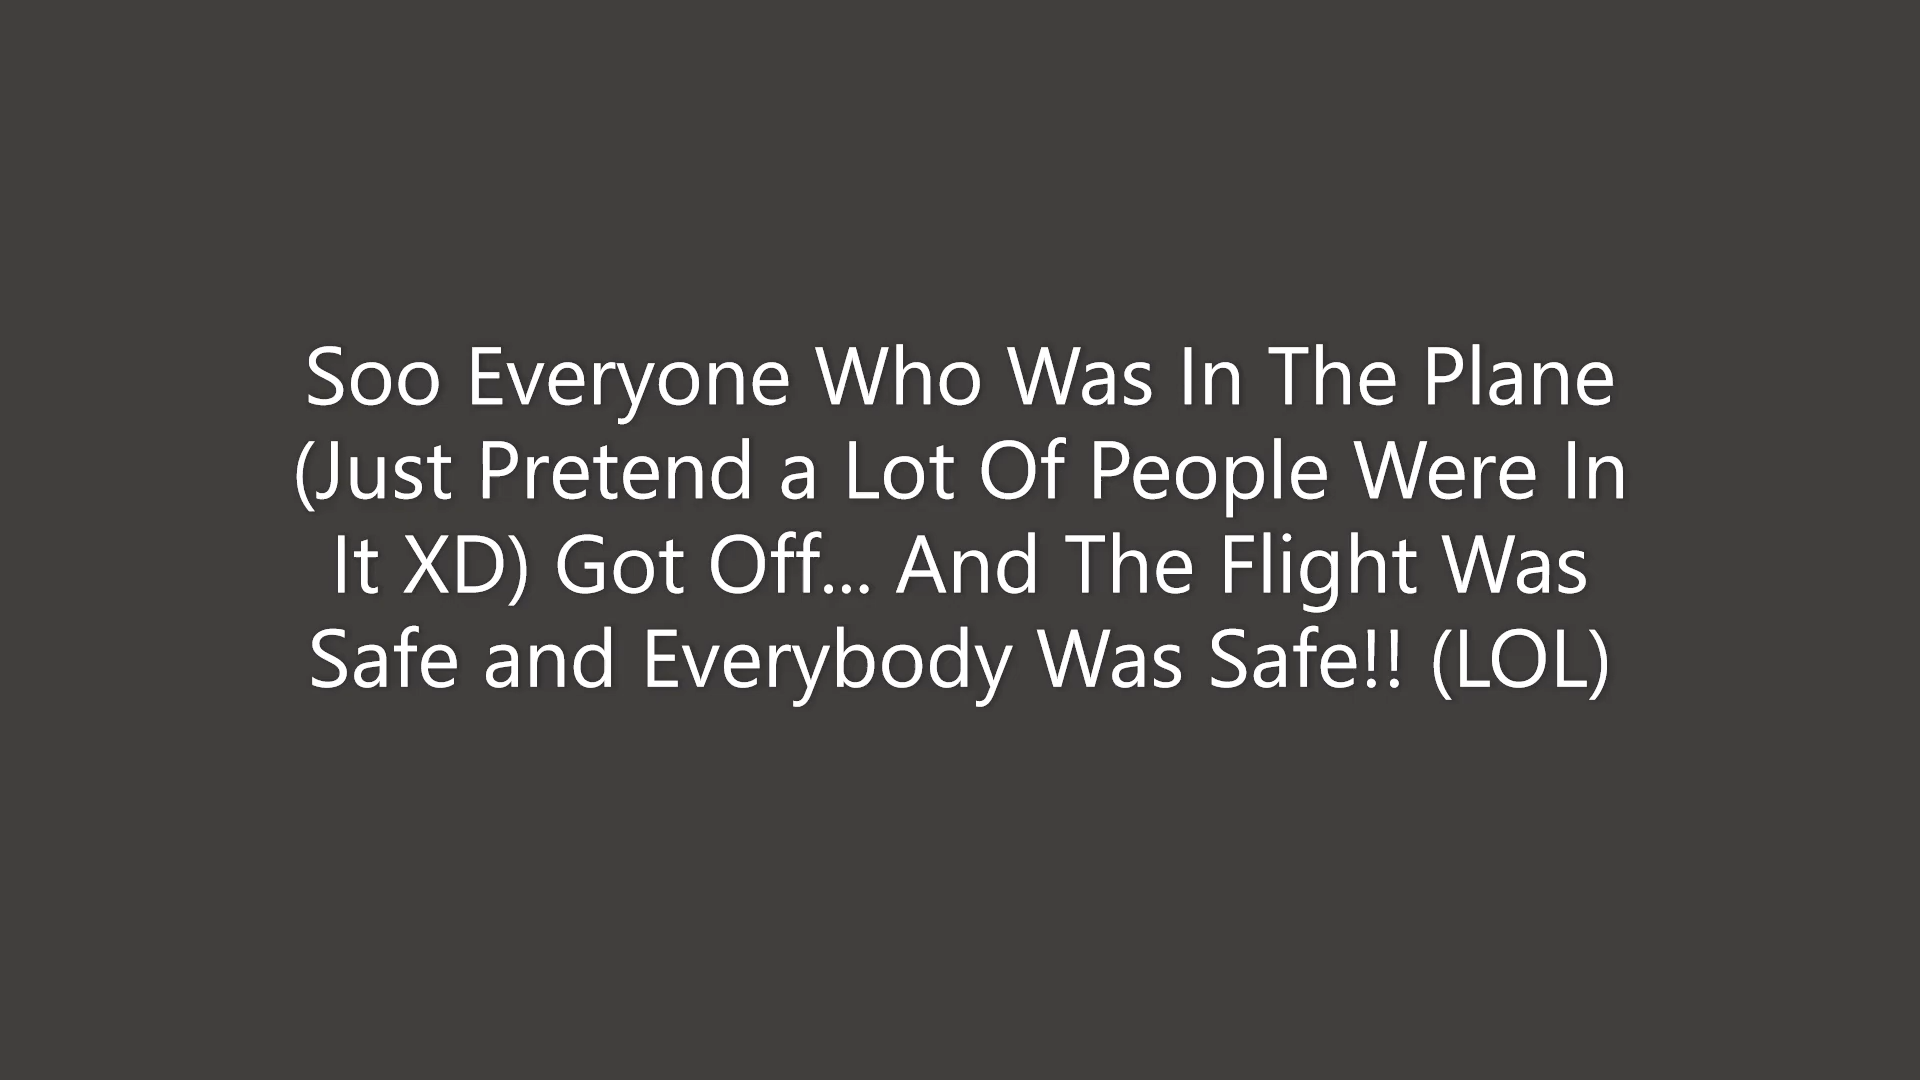 Soo Everyone Who Was In The Plane
(Just Pretend a Lot Of People Were In
It XD) Got Off... And The Flight Was
Safe and Everybody Was Safe!! (LOL)